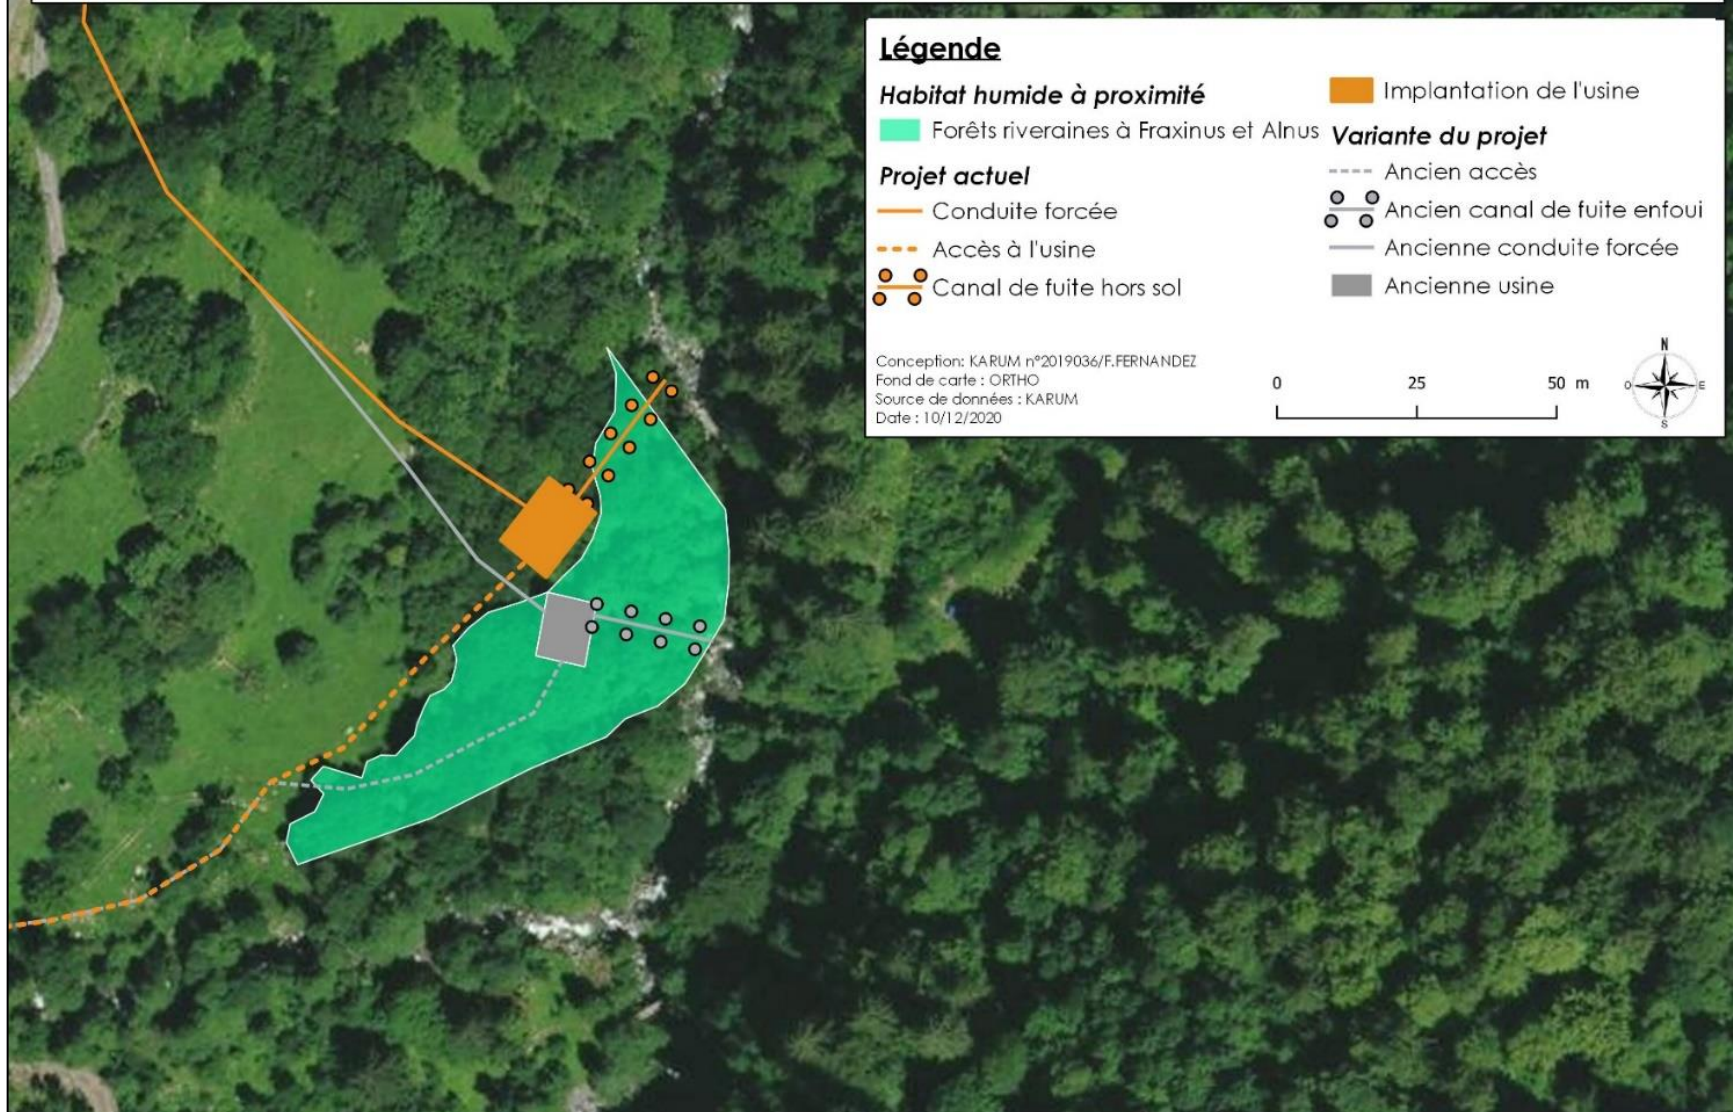 Légende
Habitat humide à proximité
Forêts riveraines à Fraxinus et Alnus
Projet actuel
Conduite forcée
Accès à l'usine
Canal de fuite hors sol
Implantation de l'usine
Variante du projet
Ancien accès
Ancien canal de fuite enfoui
Ancienne conduite forcée
Ancienne usine
Conception: KARUM n°2019036/F.FERNANDEZ
Fond de carte : ORTHO
Source de données : KARUM
Date : 10/12/2020
0 25 50 m
N
O E
S